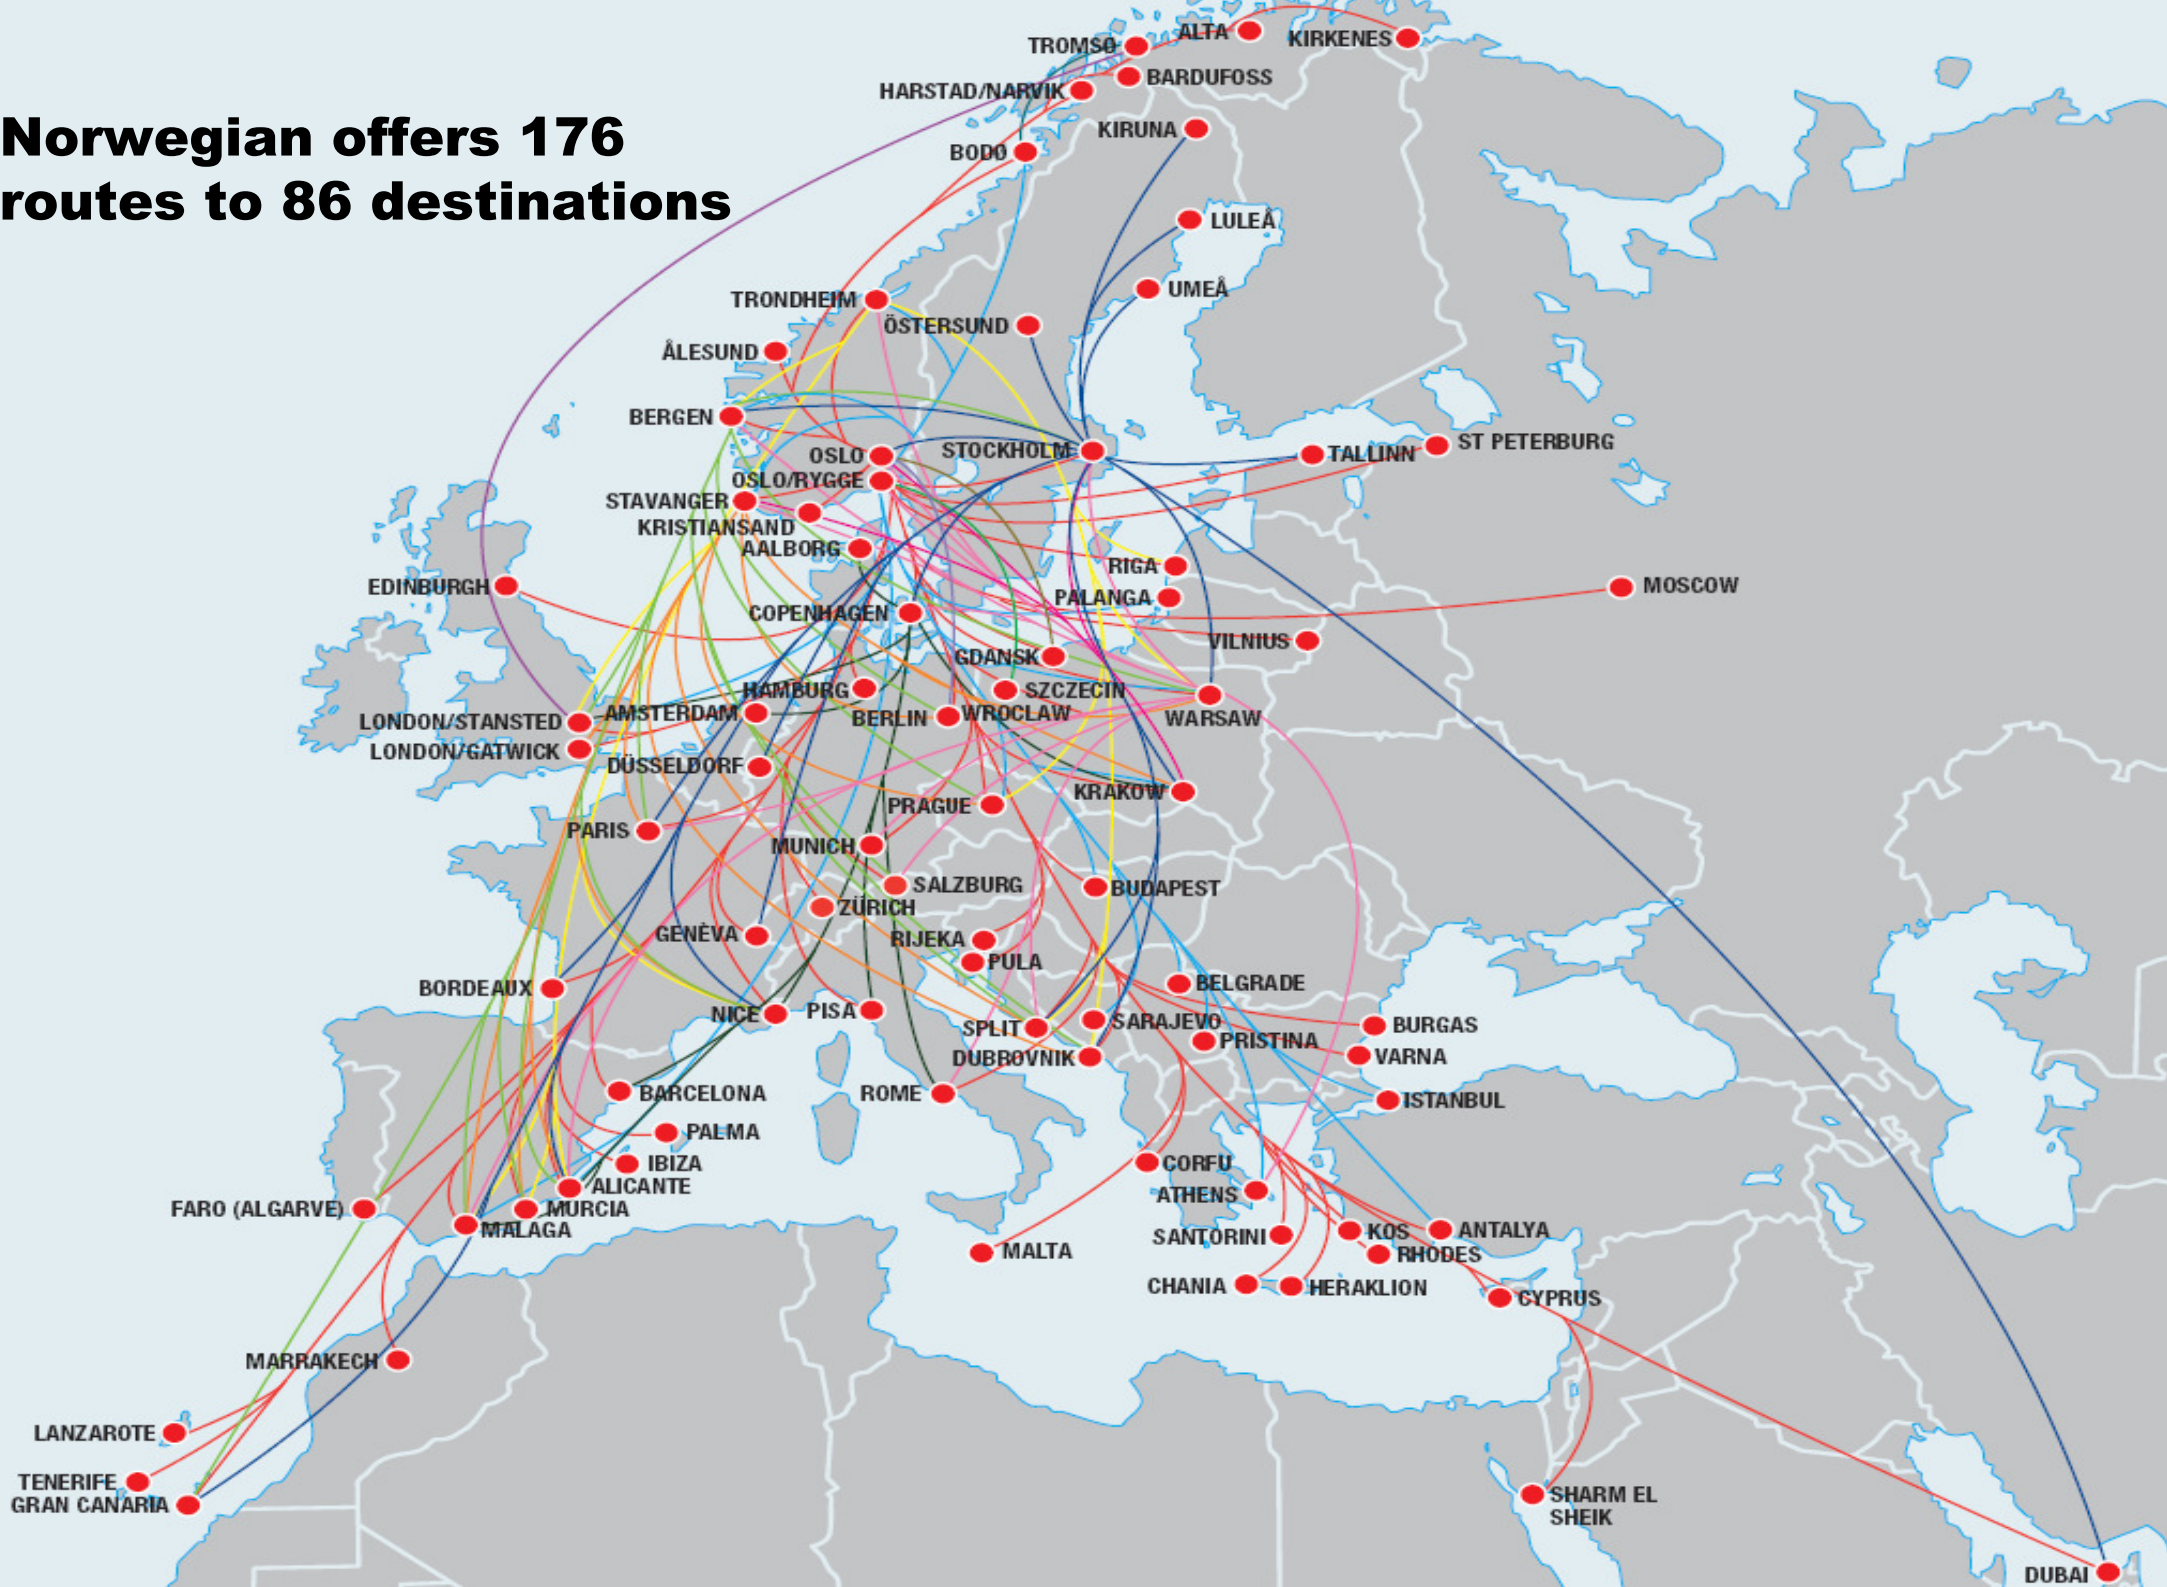 Norwegian offers 176
routes to 86 destinations
TROMSO
ALTA
KIRKENES
BARDUFOSS
HARSTAD/NARVIK
KIRUNA
BODØ
LULEÅ
UMEÅ
TRONDHEIM
ÖSTERSUND
ÅLESUND
BERGEN
OSLO
STOCKHOLM
TALLINN
ST PETERBURG
OSLO/RYGGE
STAVANGER
KRISTIANSAND
AALBORG
RIGA
EDINBURGH
PALANGA
MOSCOW
COPENHAGEN
VILNIUS
GDANSK
HAMBURG
SZCZECIN
LONDON/STANSTED
AMSTERDAM
BERLIN
WROCLAW
WARSAW
LONDON/GATWICK
DÜSSELDORF
KRAKOW
PRAGUE
PARIS
MUNICH
SALZBURG
BUDAPEST
ZÜRICH
GENÈVA
RIJEKA
PULA
BELGRADE
BORDEAUX
NICE
PISA
SPLIT
SARAJEVO
BURGAS
PRISTINA
DUBROVNIK
VARNA
BARCELONA
ROME
ISTANBUL
PALMA
IBIZA
CORFU
ALICANTE
ATHENS
FARO (ALGARVE)
MURCIA
MALAGA
SANTORINI
KOS
ANTALYA
MALTA
RHODES
CHANIA
HERAKLION
CYPRUS
MARRAKECH
LANZAROTE
TENERIFE
GRAN CANARIA
SHARM EL
SHEIK
DUBAI